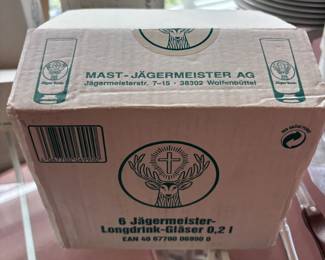 MAST-JÄGERMEISTER AG
Jägermeisterstr. 7-15 · 38302 Wolfenbüttel
6 Jägermeister-
Longdrink-Gläser 0,2 l
EAN 40 67700 06900 0